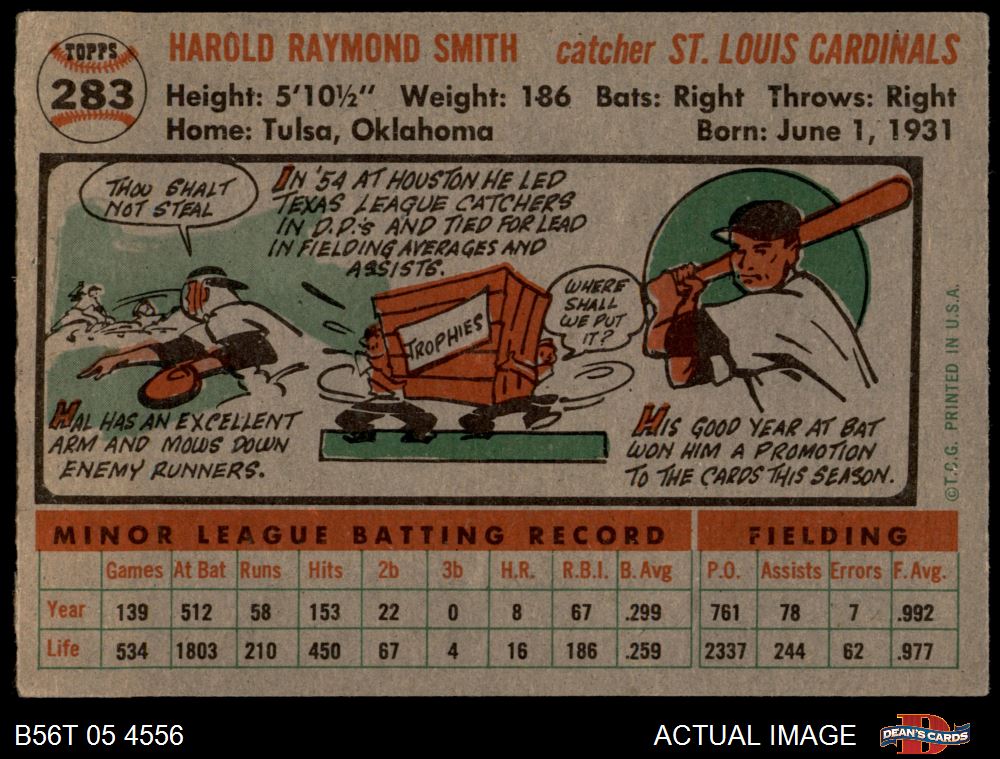 TOPPS
283
HAROLD RAYMOND SMITH catcher ST. LOUIS CARDINALS
Height: 5'10½" Weight: 186 Bats: Right Throws: Right
Home: Tulsa, Oklahoma Born: June 1, 1931
THOU SHALT
NOT STEAL
IN '54 AT HOUSTON HE LED
TEXAS LEAGUE CATCHERS
IN D.P.'s AND TIED FOR LEAD
IN FIELDING AVERAGES AND
ASSISTS.
TROPHIES
WHERE
SHALL
WE PUT
IT?
HAL HAS AN EXCELLENT
ARM AND MOWS DOWN
ENEMY RUNNERS.
HIS GOOD YEAR AT BAT
WON HIM A PROMOTION
TO THE CARDS THIS SEASON.
©T.C.G. PRINTED IN U.S.A.
MINOR LEAGUE BATTING RECORD FIELDING
Games At Bat Runs Hits 2b 3b H.R. R.B.I. B. Avg P.O. Assists Errors F. Avg.
Year 139 512 58 153 22 0 8 67 .299 761 78 7 .992
Life 534 1803 210 450 67 4 16 186 .259 2337 244 62 .977
B56T 05 4556 ACTUAL IMAGE DEAN'S CARDS